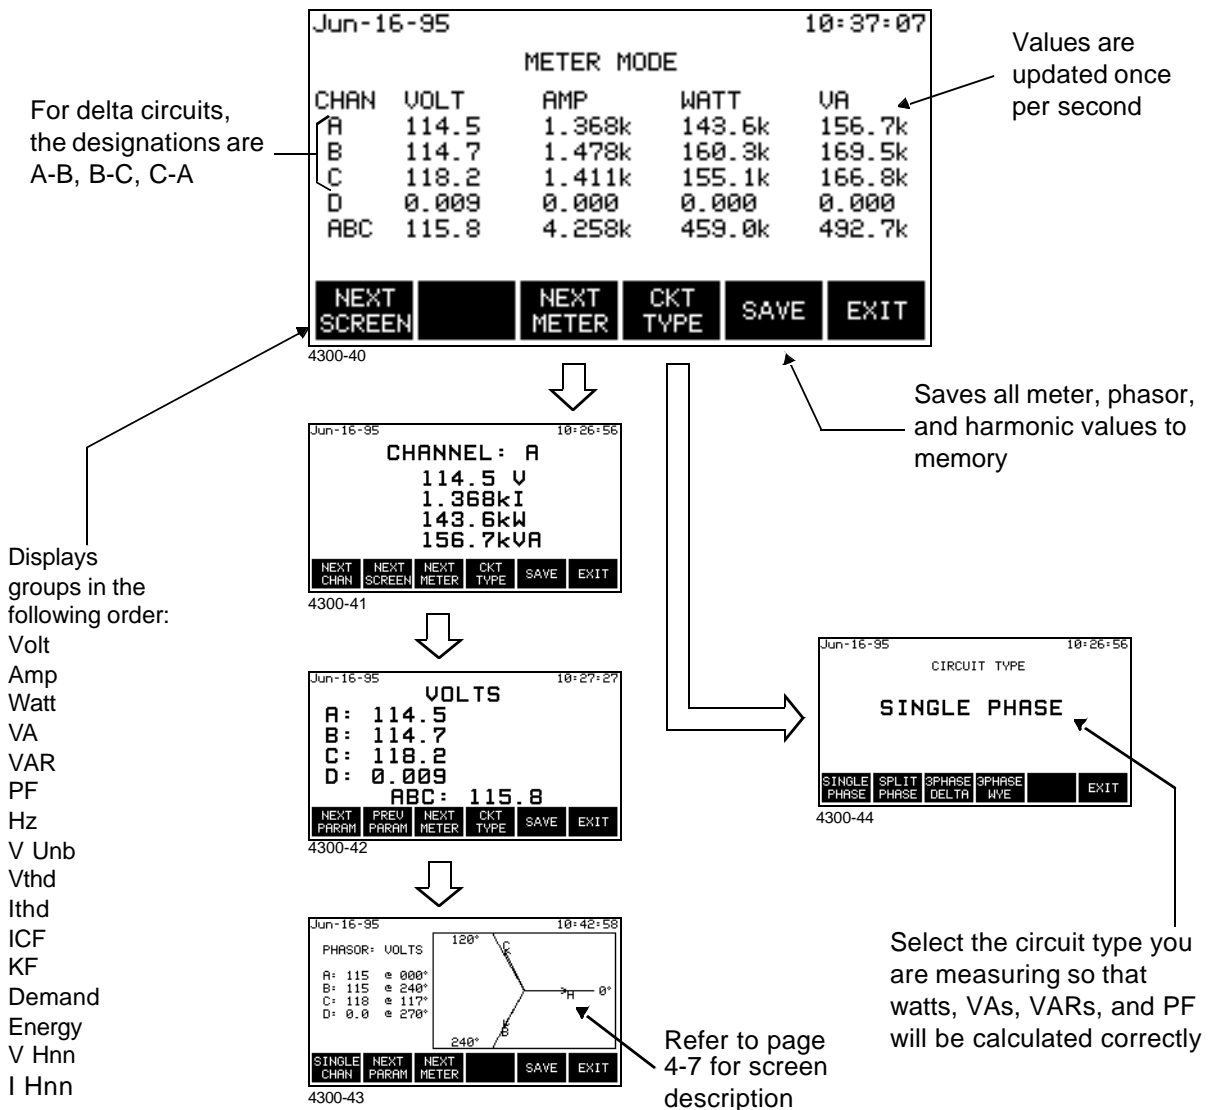 Jun-16-95 10:37:07
METER MODE
CHAN VOLT AMP WATT VA
A 114.5 1.368k 143.6k 156.7k
B 114.7 1.478k 160.3k 169.5k
C 118.2 1.411k 155.1k 166.8k
D 0.009 0.000 0.000 0.000
ABC 115.8 4.258k 459.0k 492.7k
NEXT SCREEN NEXT METER CKT TYPE SAVE EXIT
4300-40
For delta circuits,
the designations are
A-B, B-C, C-A
Values are
updated once
per second
Saves all meter, phasor,
and harmonic values to
memory
Jun-16-95 10:26:56
CHANNEL: A
114.5 V
1.368kI
143.6kW
156.7kVA
NEXT CHAN NEXT SCREEN NEXT METER CKT TYPE SAVE EXIT
4300-41
Displays
groups in the
following order:
Volt
Amp
Watt
VA
VAR
PF
Hz
V Unb
Vthd
Ithd
ICF
KF
Demand
Energy
V Hnn
I Hnn
Jun-16-95 10:27:27
VOLTS
A: 114.5
B: 114.7
C: 118.2
D: 0.009
ABC: 115.8
NEXT PARAM PREV PARAM NEXT METER CKT TYPE SAVE EXIT
4300-42
Jun-16-95 10:26:56
CIRCUIT TYPE
SINGLE PHASE
SINGLE PHASE SPLIT PHASE 3PHASE DELTA 3PHASE WYE EXIT
4300-44
Jun-16-95 10:42:58
PHASOR: VOLTS
A: 115 @ 000°
B: 115 @ 240°
C: 118 @ 117°
D: 0.0 @ 270°
120°
C
A 0°
B
240°
SINGLE CHAN NEXT PARAM NEXT METER SAVE EXIT
4300-43
Refer to page
4-7 for screen
description
Select the circuit type you
are measuring so that
watts, VAs, VARs, and PF
will be calculated correctly